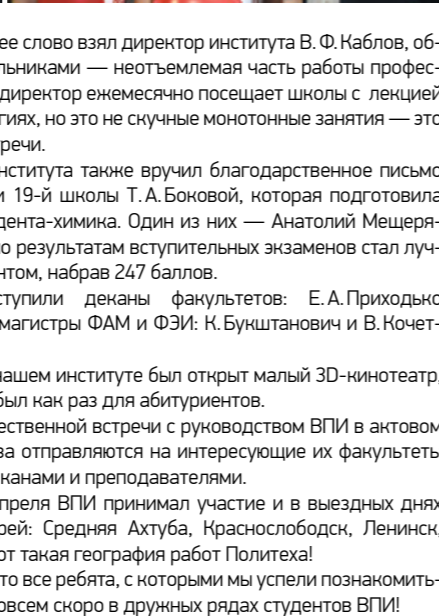 ее слово взял директор института В. Ф. Каблов, об-
льниками — неотъемлемая часть работы профес-
директор ежемесячно посещает школы с лекцией
гиях, но это не скучные монотонные занятия — это
речи.
нститута также вручил благодарственное письмо
и 19-й школы Т. А. Боковой, которая подготовила
дента-химика. Один из них — Анатолий Мещеря-
о результатам вступительных экзаменов стал луч-
нтом, набрав 247 баллов.
ступили деканы факультетов: Е. А. Приходько
магистры ФАМ и ФЭИ: К. Букштанович и В. Кочет-
нашем институте был открыт малый 3D-кинотеатр,
был как раз для абитуриентов.
ественной встречи с руководством ВПИ в актовом
за отправляются на интересующие их факультеты
канами и преподавателями.
преля ВПИ принимал участие и в выездных днях
рей: Средняя Ахтуба, Краснослободск, Ленинск,
от такая география работ Политеха!
то все ребята, с которыми мы успели познакомить-
овсем скоро в дружных рядах студентов ВПИ!